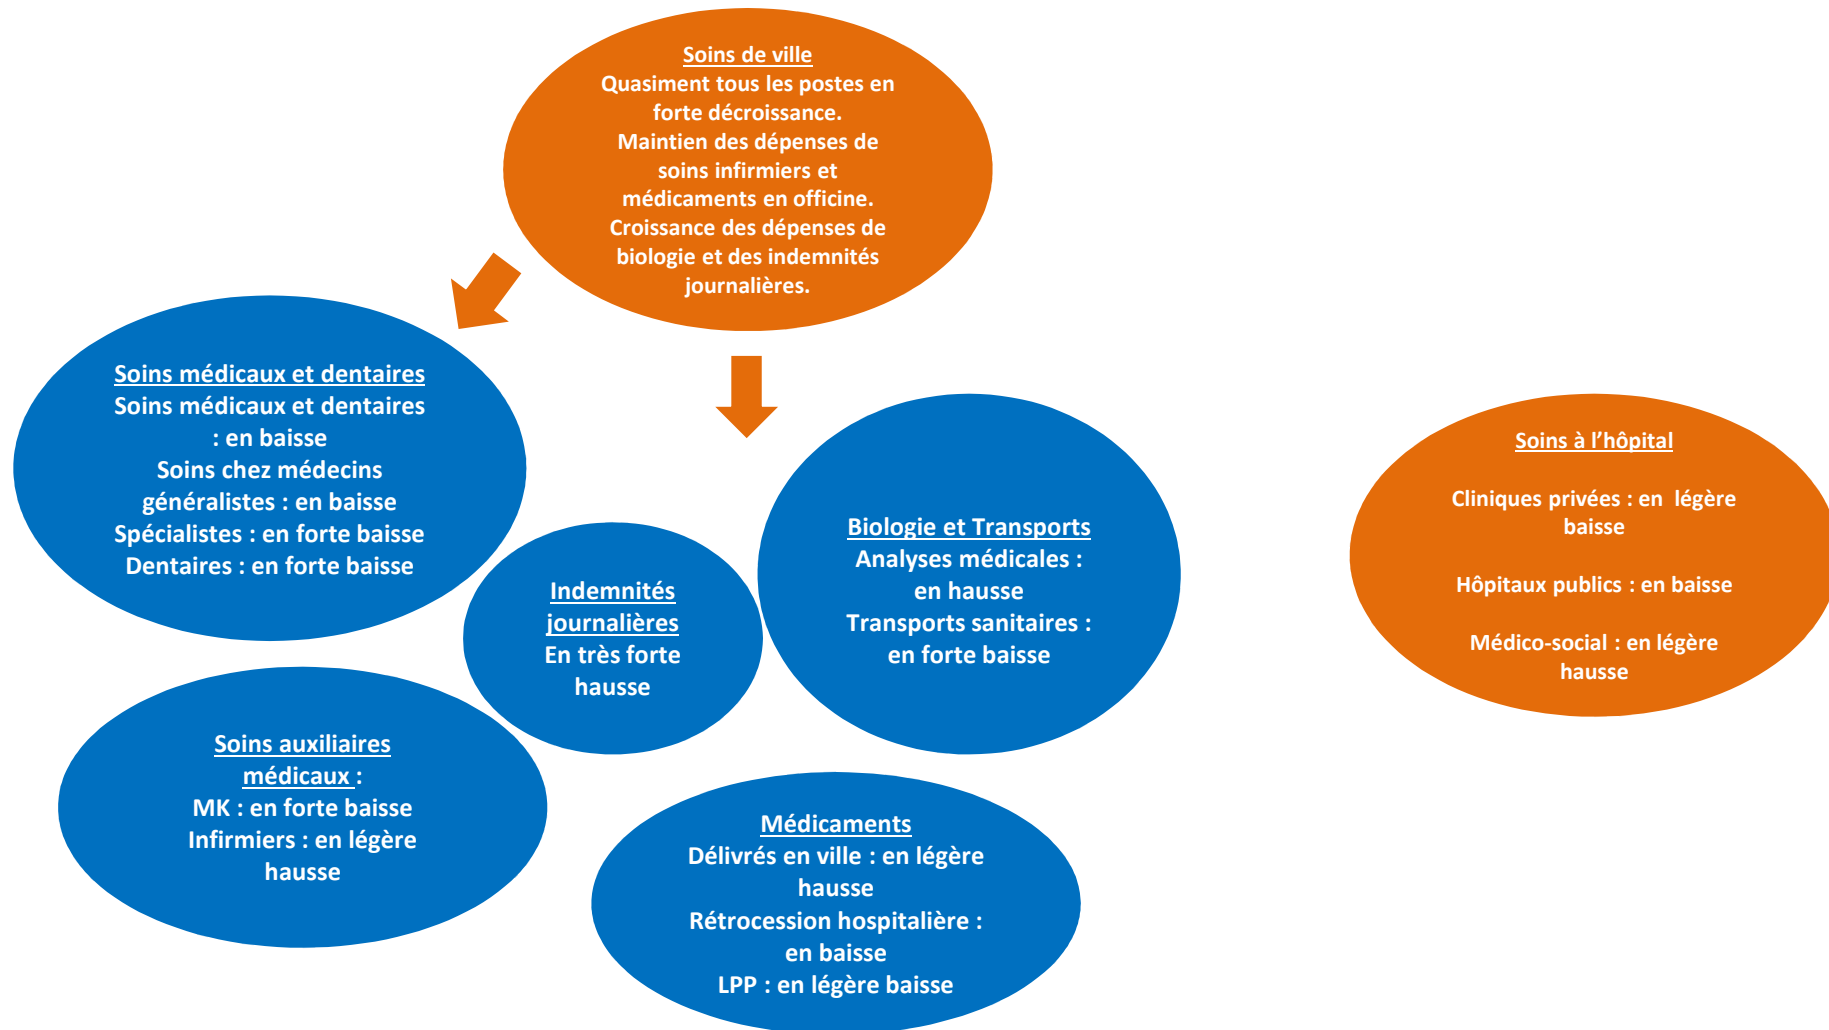 Soins de ville
Quasiment tous les postes en
forte décroissance.
Maintien des dépenses de
soins infirmiers et
médicaments en officine.
Croissance des dépenses de
biologie et des indemnités
journalières.
Soins médicaux et dentaires
Soins médicaux et dentaires
: en baisse
Soins chez médecins
généralistes : en baisse
Spécialistes : en forte baisse
Dentaires : en forte baisse
Indemnités
journalières
En très forte
hausse
Biologie et Transports
Analyses médicales :
en hausse
Transports sanitaires :
en forte baisse
Soins à l’hôpital
Cliniques privées : en  légère
baisse
Hôpitaux publics : en baisse
Médico-social : en légère
hausse
Soins auxiliaires
médicaux :
MK : en forte baisse
Infirmiers : en légère
hausse
Médicaments
Délivrés en ville : en légère
hausse
Rétrocession hospitalière :
en baisse
LPP : en légère baisse